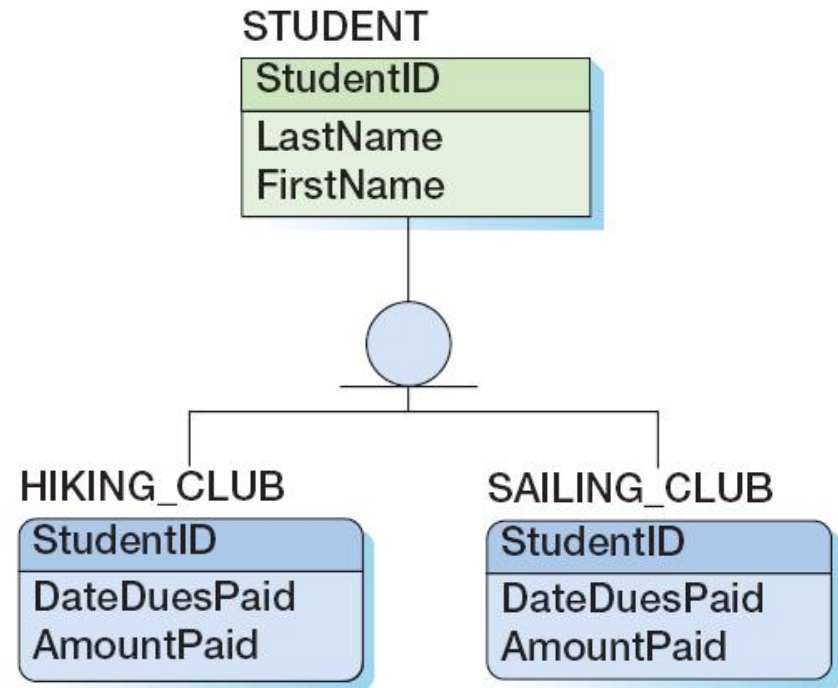 STUDENT
StudentID
LastName
FirstName
HIKING_CLUB
StudentID
DateDuesPaid
AmountPaid
SAILING_CLUB
StudentID
DateDuesPaid
AmountPaid